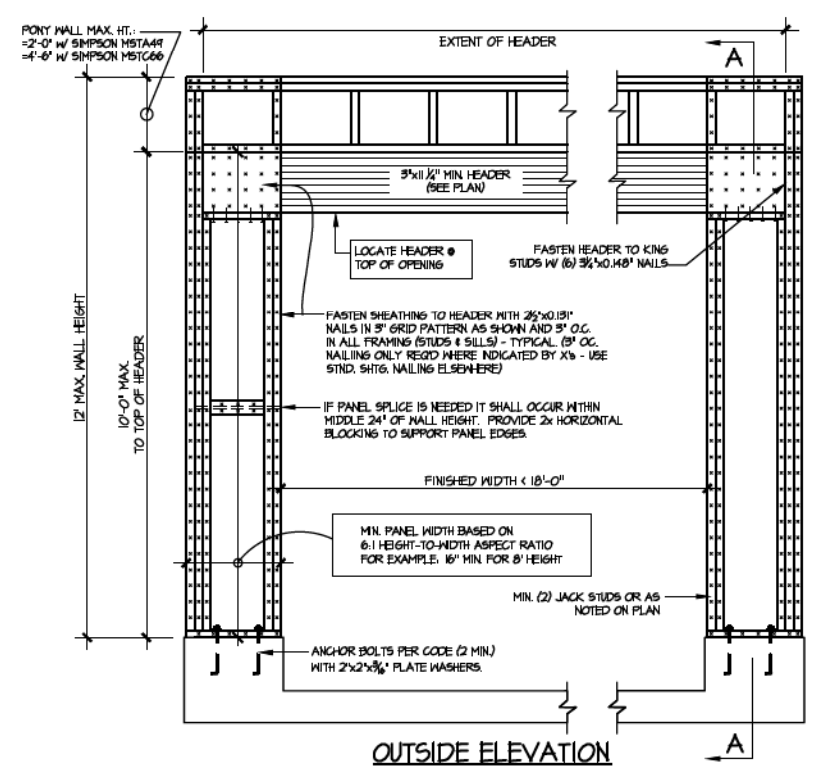 PONY WALL MAX. HT.:
=2'-0" W/ SIMPSON MSTA49
=4'-6" W/ SIMPSON MSTC66
EXTENT OF HEADER
A
3"x11 1/4" MIN. HEADER
(SEE PLAN)
LOCATE HEADER @
TOP OF OPENING
FASTEN HEADER TO KING
STUDS W/ (6) 3 1/4"x0.148" NAILS
FASTEN SHEATHING TO HEADER WITH 2 1/2"x0.131"
NAILS IN 3" GRID PATTERN AS SHOWN AND 3" O.C.
IN ALL FRAMING (STUDS & SILLS) - TYPICAL. (3" OC.
NAILIING ONLY REQ'D WHERE INDICATED BY X's - USE
STND. SHTG. NAILING ELSEWHERE)
12' MAX. WALL HEIGHT
10'-0" MAX.
TO TOP OF HEADER
IF PANEL SPLICE IS NEEDED IT SHALL OCCUR WITHIN
MIDDLE 24" OF WALL HEIGHT. PROVIDE 2x HORIZONTAL
BLOCKING TO SUPPORT PANEL EDGES.
FINISHED WIDTH < 18'-0"
MIN. PANEL WIDTH BASED ON
6:1 HEIGHT-TO-WIDTH ASPECT RATIO
FOR EXAMPLE: 16" MIN. FOR 8' HEIGHT
MIN. (2) JACK STUDS OR AS
NOTED ON PLAN
ANCHOR BOLTS PER CODE (2 MIN.)
WITH 2"x2"x3/16" PLATE WASHERS.
A
OUTSIDE ELEVATION